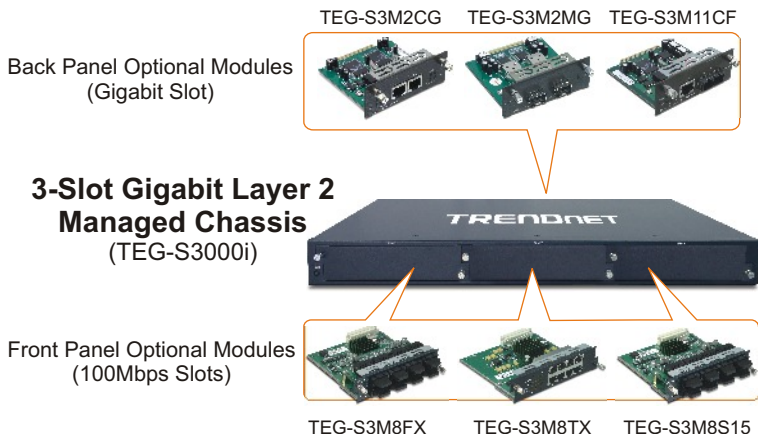 TEG-S3M2CG TEG-S3M2MG TEG-S3M11CF
Back Panel Optional Modules
(Gigabit Slot)
3-Slot Gigabit Layer 2
Managed Chassis
(TEG-S3000i)
TRENDNET
Front Panel Optional Modules
(100Mbps Slots)
TEG-S3M8FX TEG-S3M8TX TEG-S3M8S15